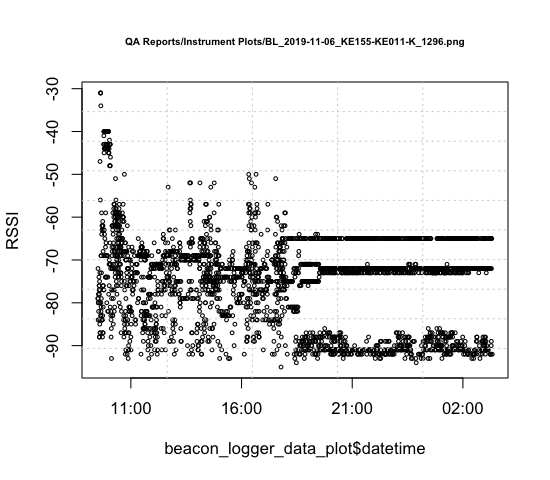 QA Reports/Instrument Plots/BL_2019-11-06_KE155-KE011-K_1296.png
-30
-40
-50
-60
-70
-80
-90
RSSI
11:00 16:00 21:00 02:00
beacon_logger_data_plot$datetime